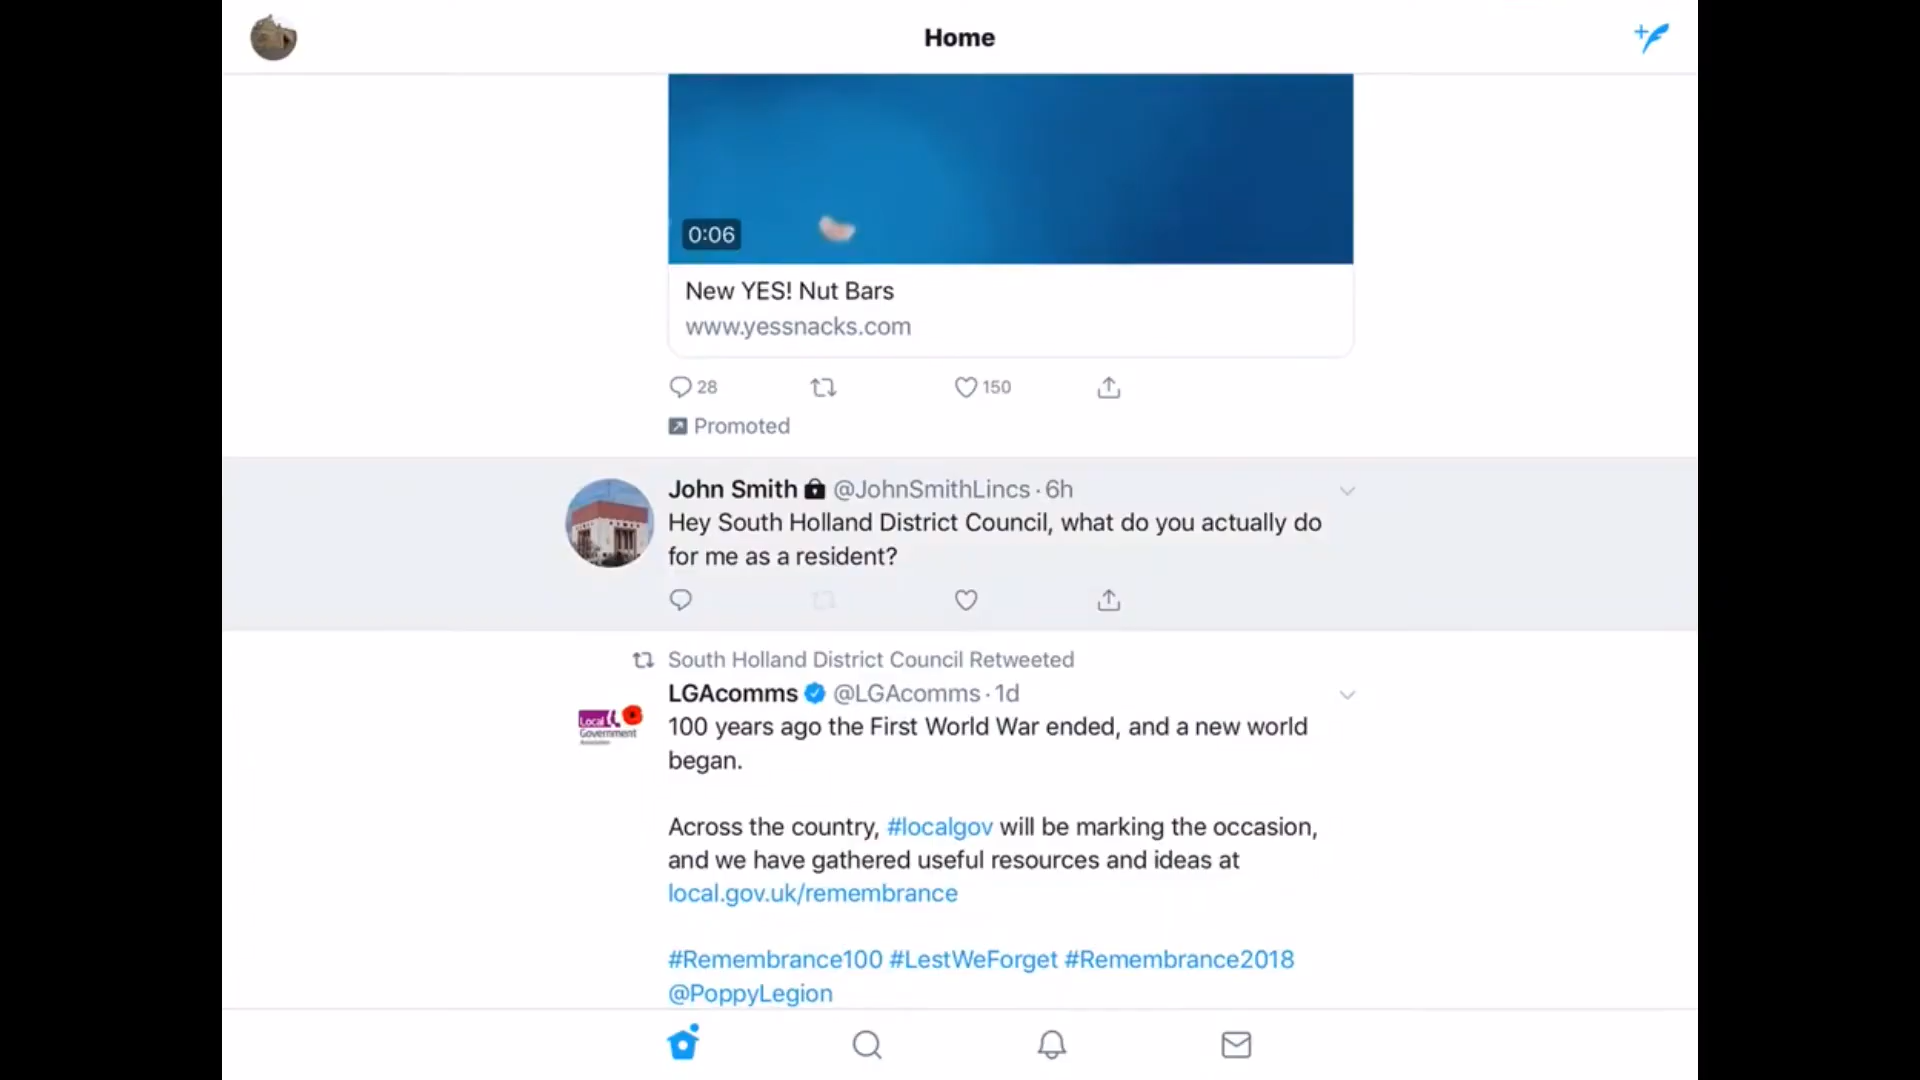 Home
0:06
New YES! Nut Bars
www.yessnacks.com
28 150
Promoted
John Smith @JohnSmithLincs · 6h
Hey South Holland District Council, what do you actually do
for me as a resident?
South Holland District Council Retweeted
LGAcomms @LGAcomms · 1d
Local
Government
Association
100 years ago the First World War ended, and a new world
began.
Across the country, #localgov will be marking the occasion,
and we have gathered useful resources and ideas at
local.gov.uk/remembrance
#Remembrance100 #LestWeForget #Remembrance2018
@PoppyLegion